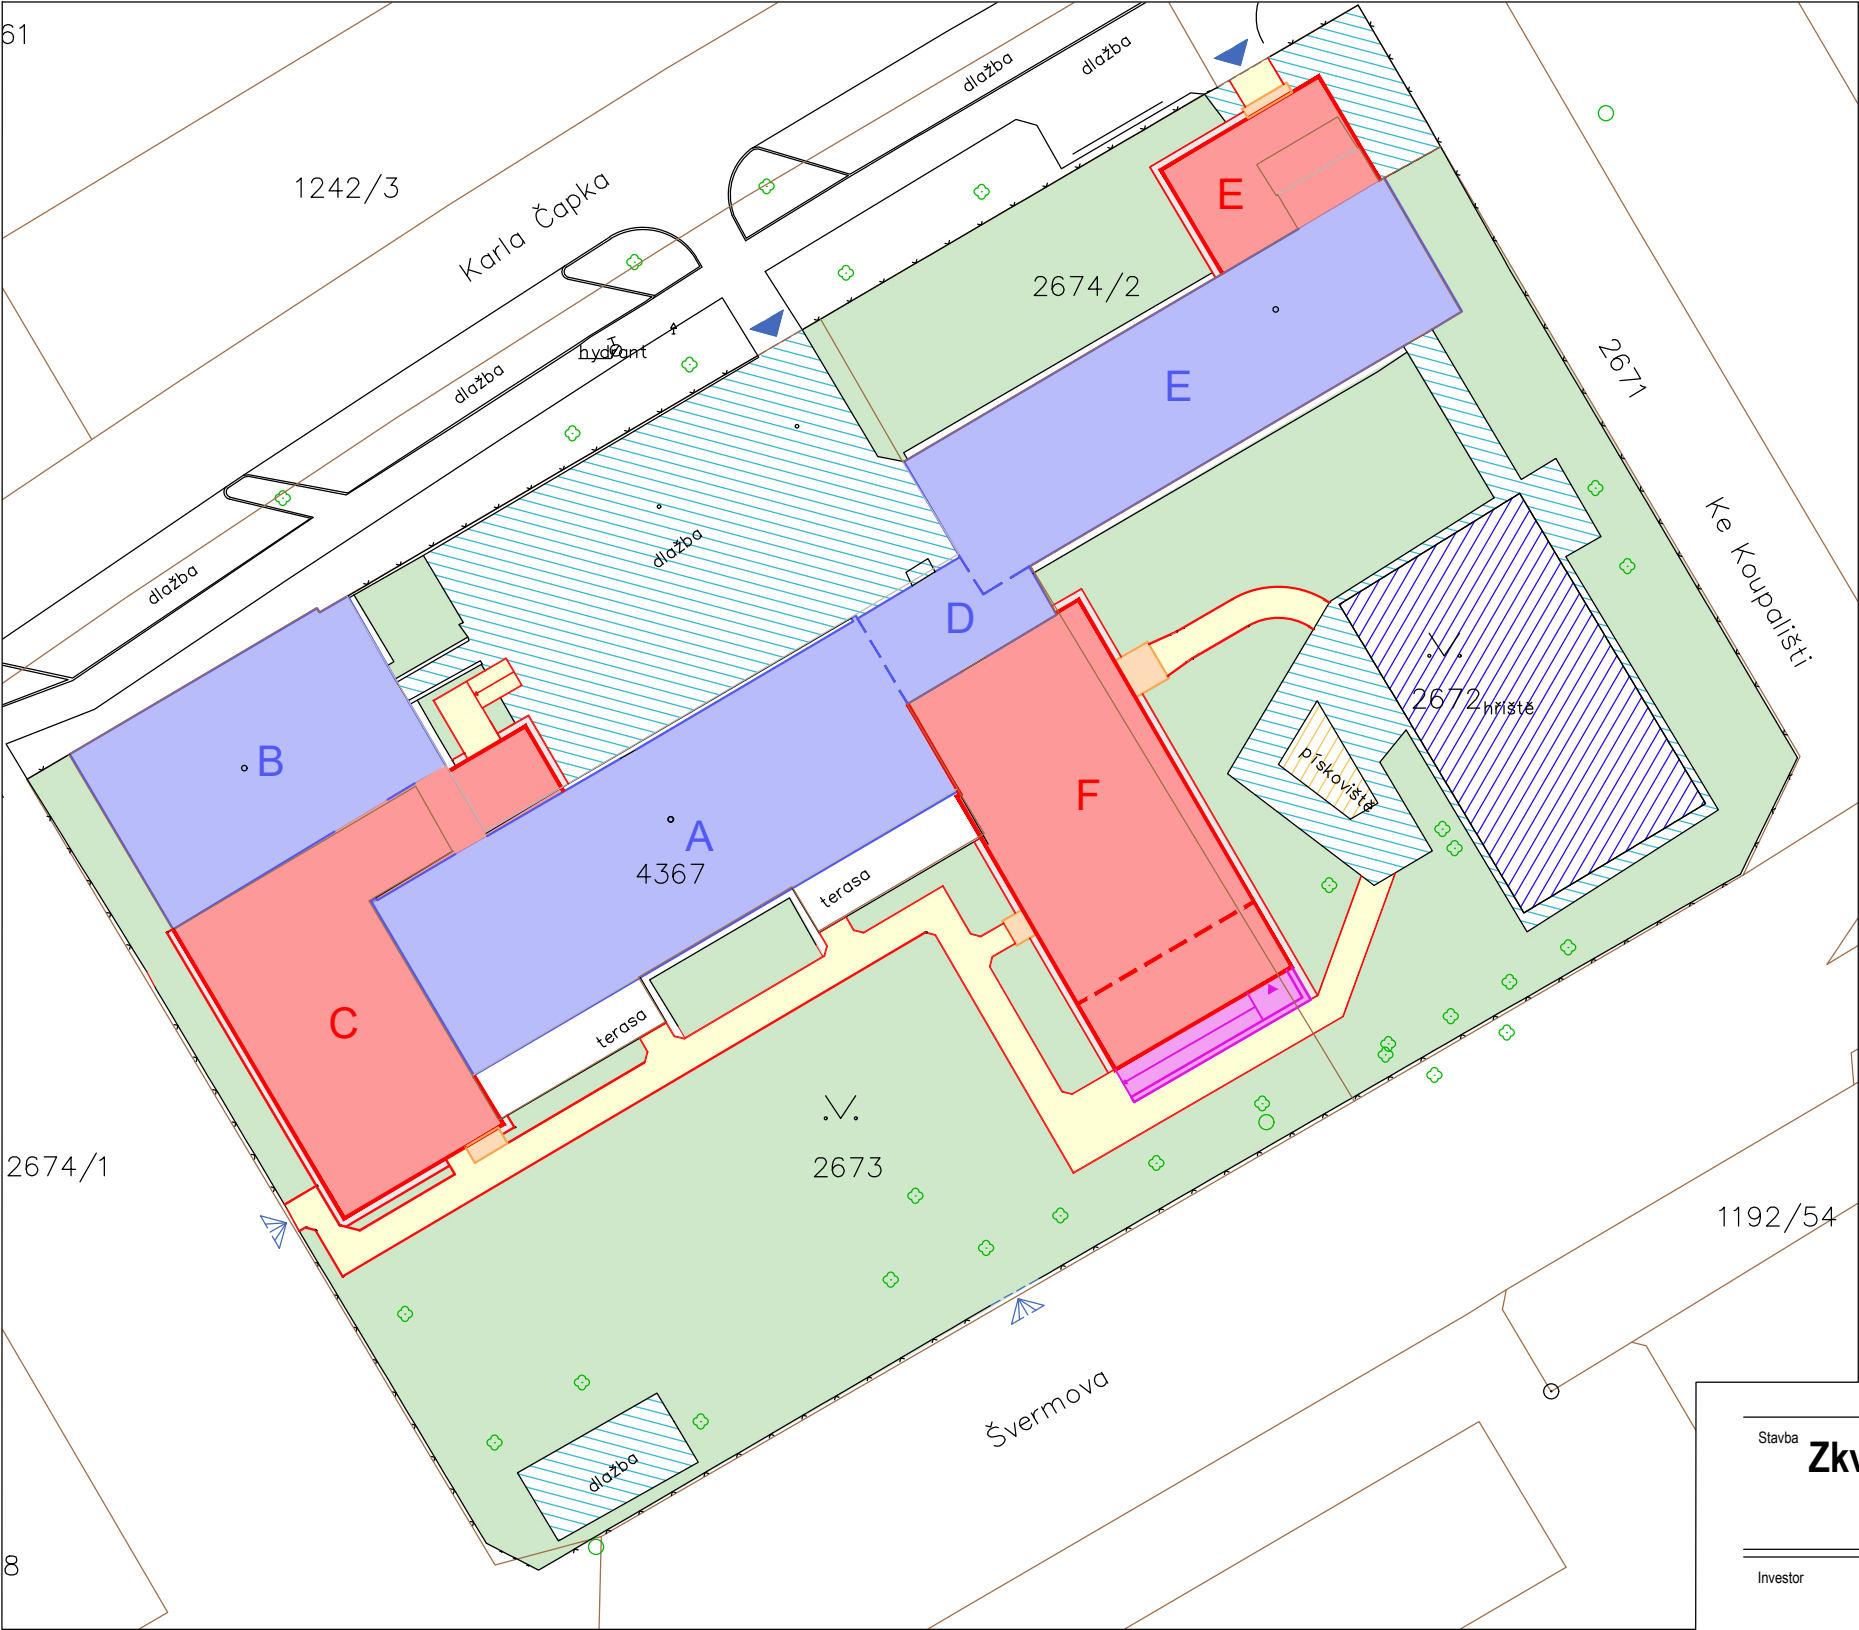 61
dlažba
dlažba
1242/3
Karla Čapka
E
2674/2
hydrant
dlažba
E
2671
dlažba
dlažba
Ke Koupališti
D
2672
hřiště
B
pískoviště
F
A
4367
terasa
C
terasa
2673
2674/1
1192/54
Švermova
dlažba
Stavba
Zkv
8
Investor